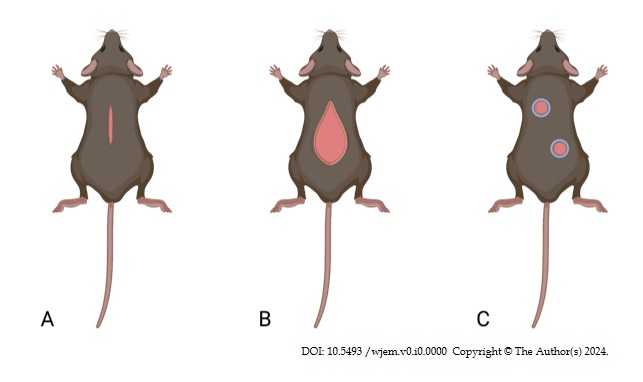 A
B
C
DOI: 10.5493 /wjem.v0.i0.0000 Copyright © The Author(s) 2024.